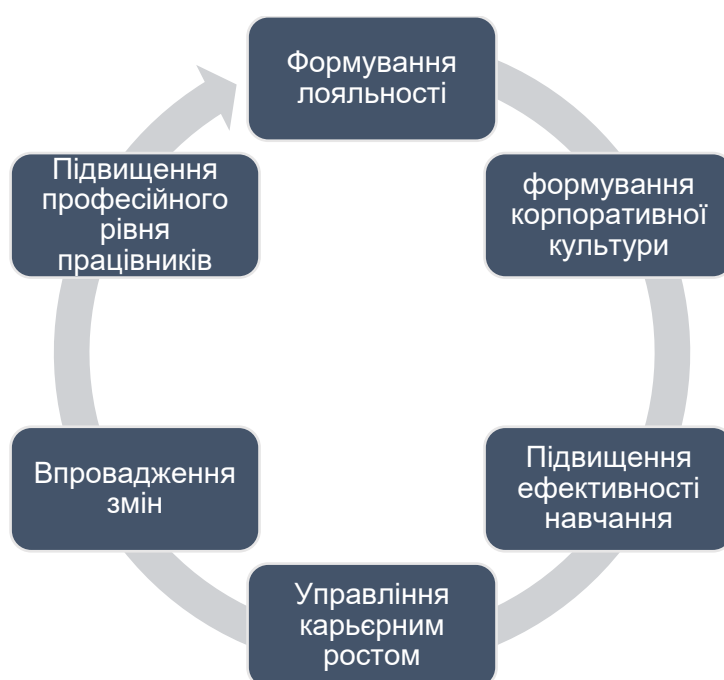 Формування
лояльності
формування
корпоративної
культури
Підвищення
ефективності
навчання
Управління
карьєрним
ростом
Впровадження
змін
Підвищення
професійного
рівня
працівників